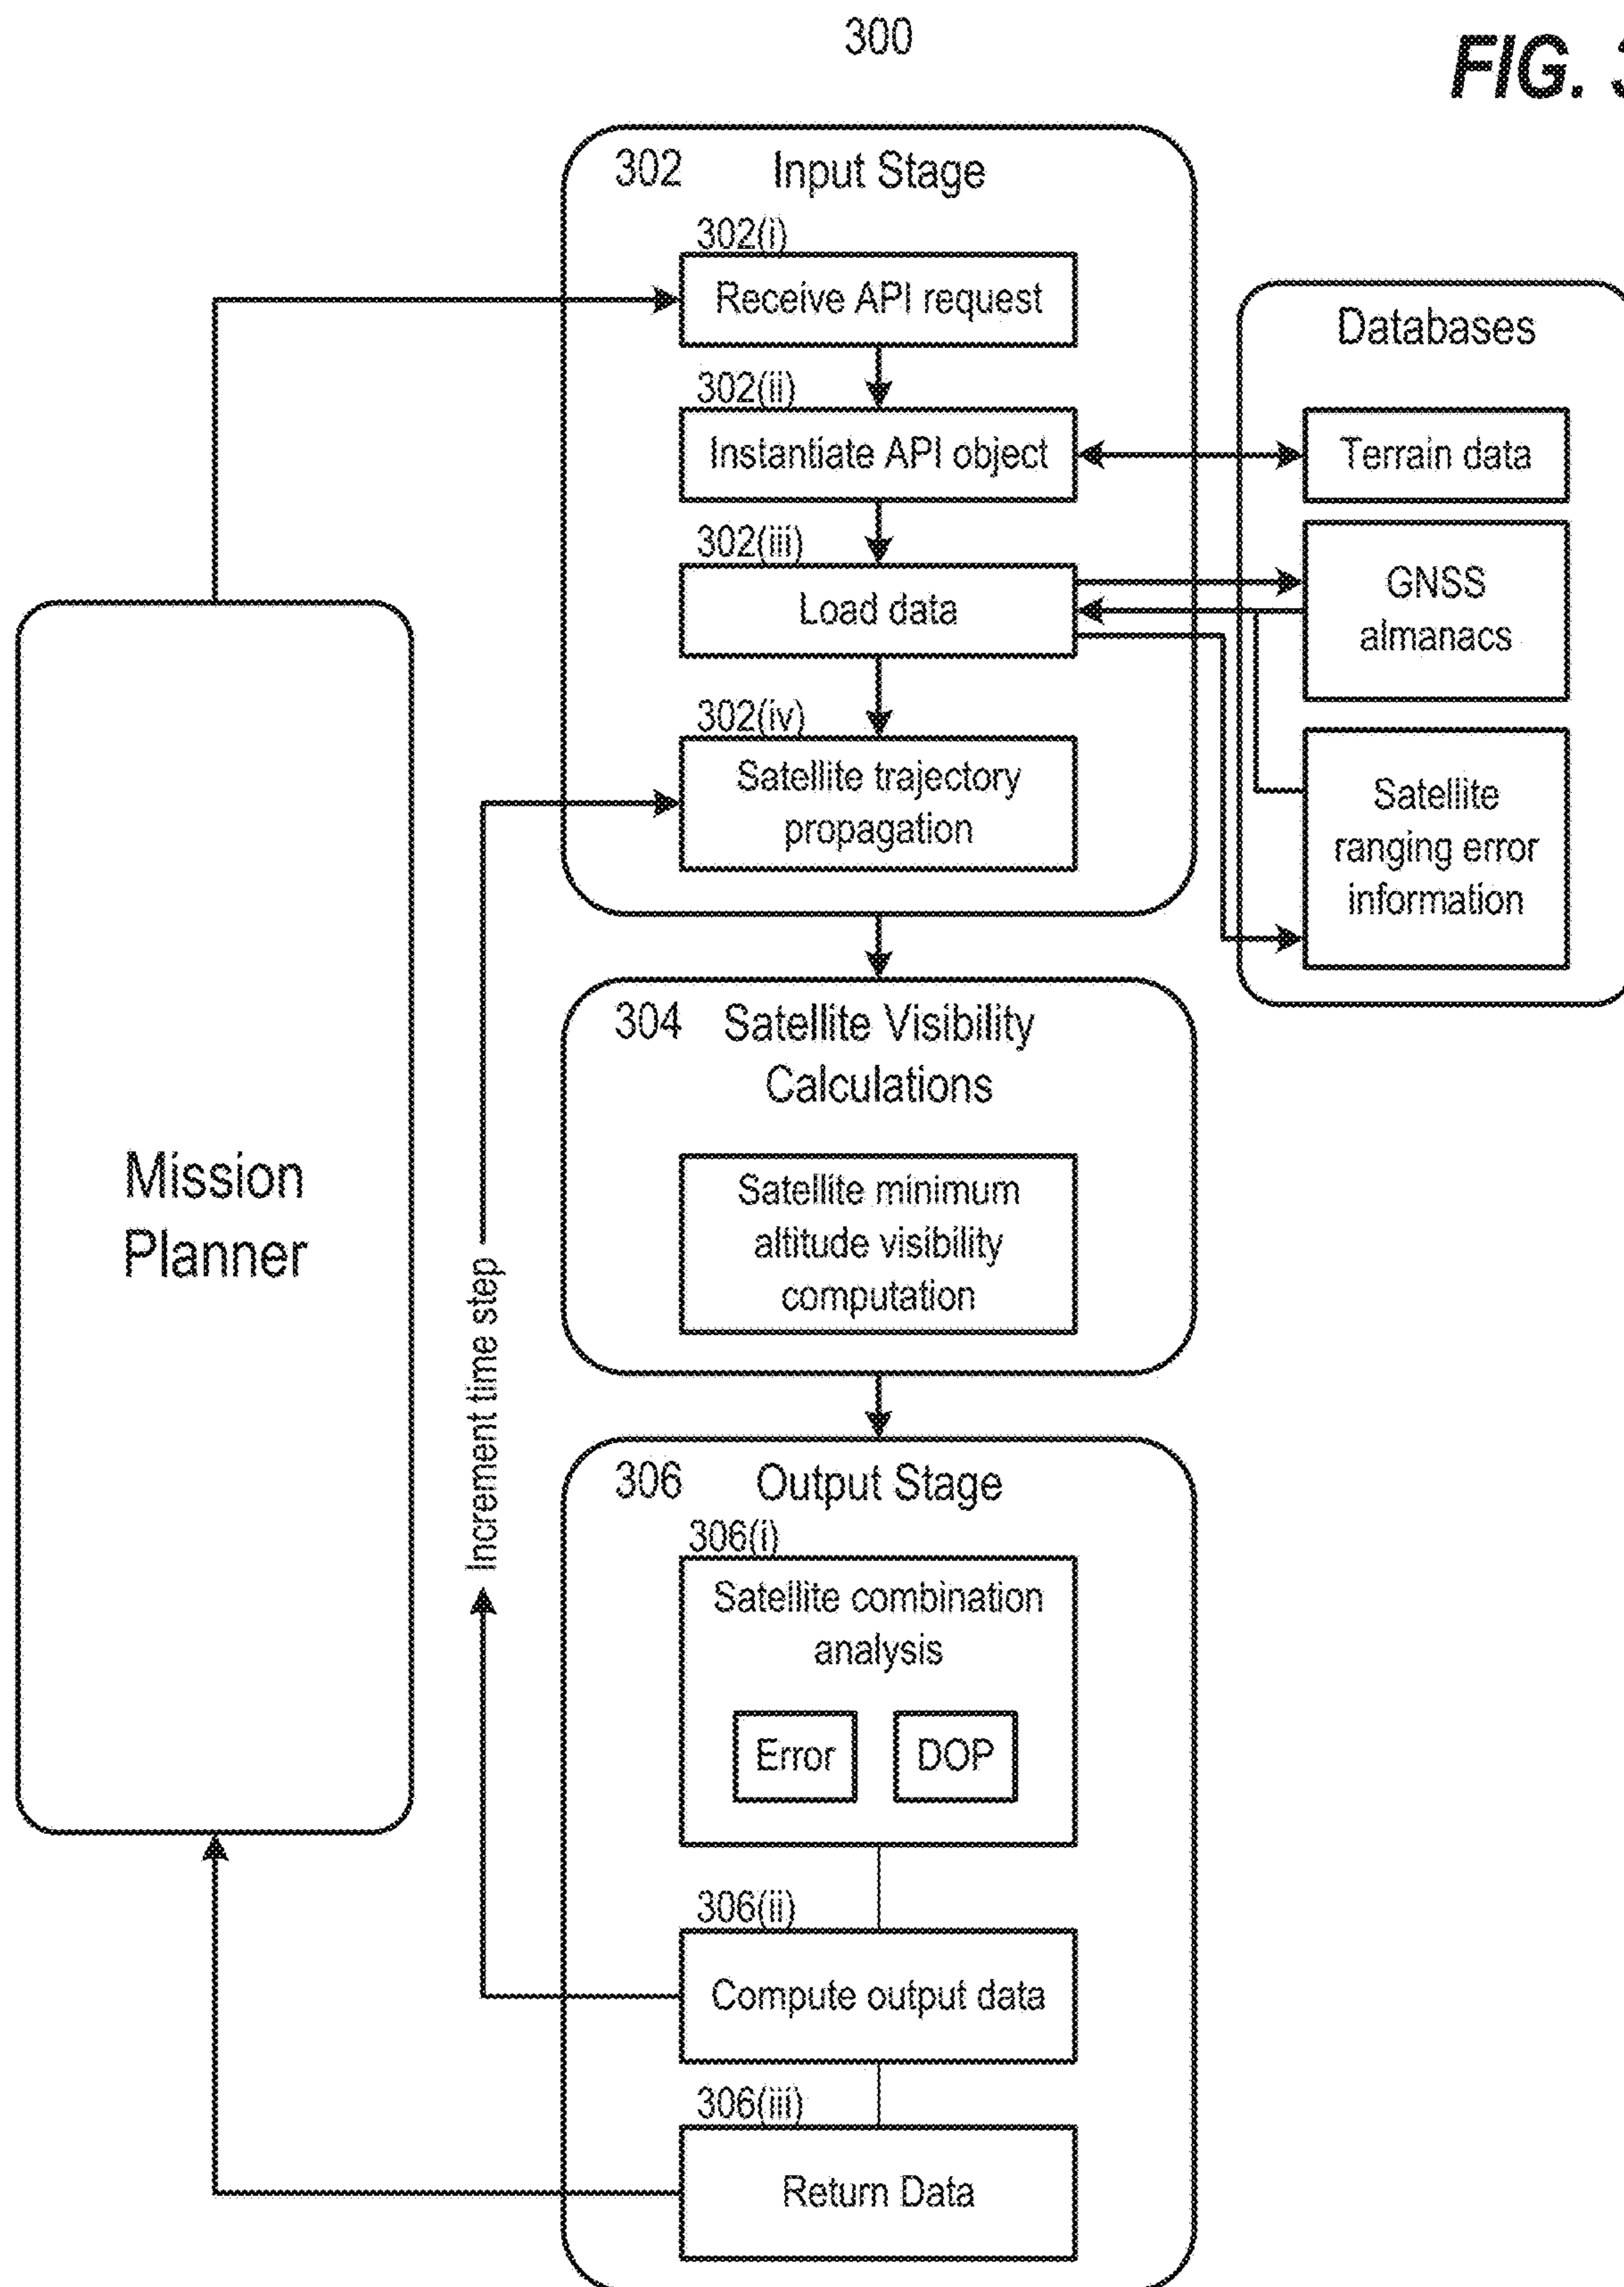 300
FIG. 3
302 Input Stage
302(i)
Receive API request
302(ii)
Instantiate API object
302(iii)
Load data
302(iv)
Satellite trajectory
propagation
Databases
Terrain data
GNSS
almanacs
Satellite
ranging error
information
Mission
Planner
Increment time step
304 Satellite Visibility
Calculations
Satellite minimum
altitude visibility
computation
306 Output Stage
306(i)
Satellite combination
analysis
Error
DOP
306(ii)
Compute output data
306(iii)
Return Data